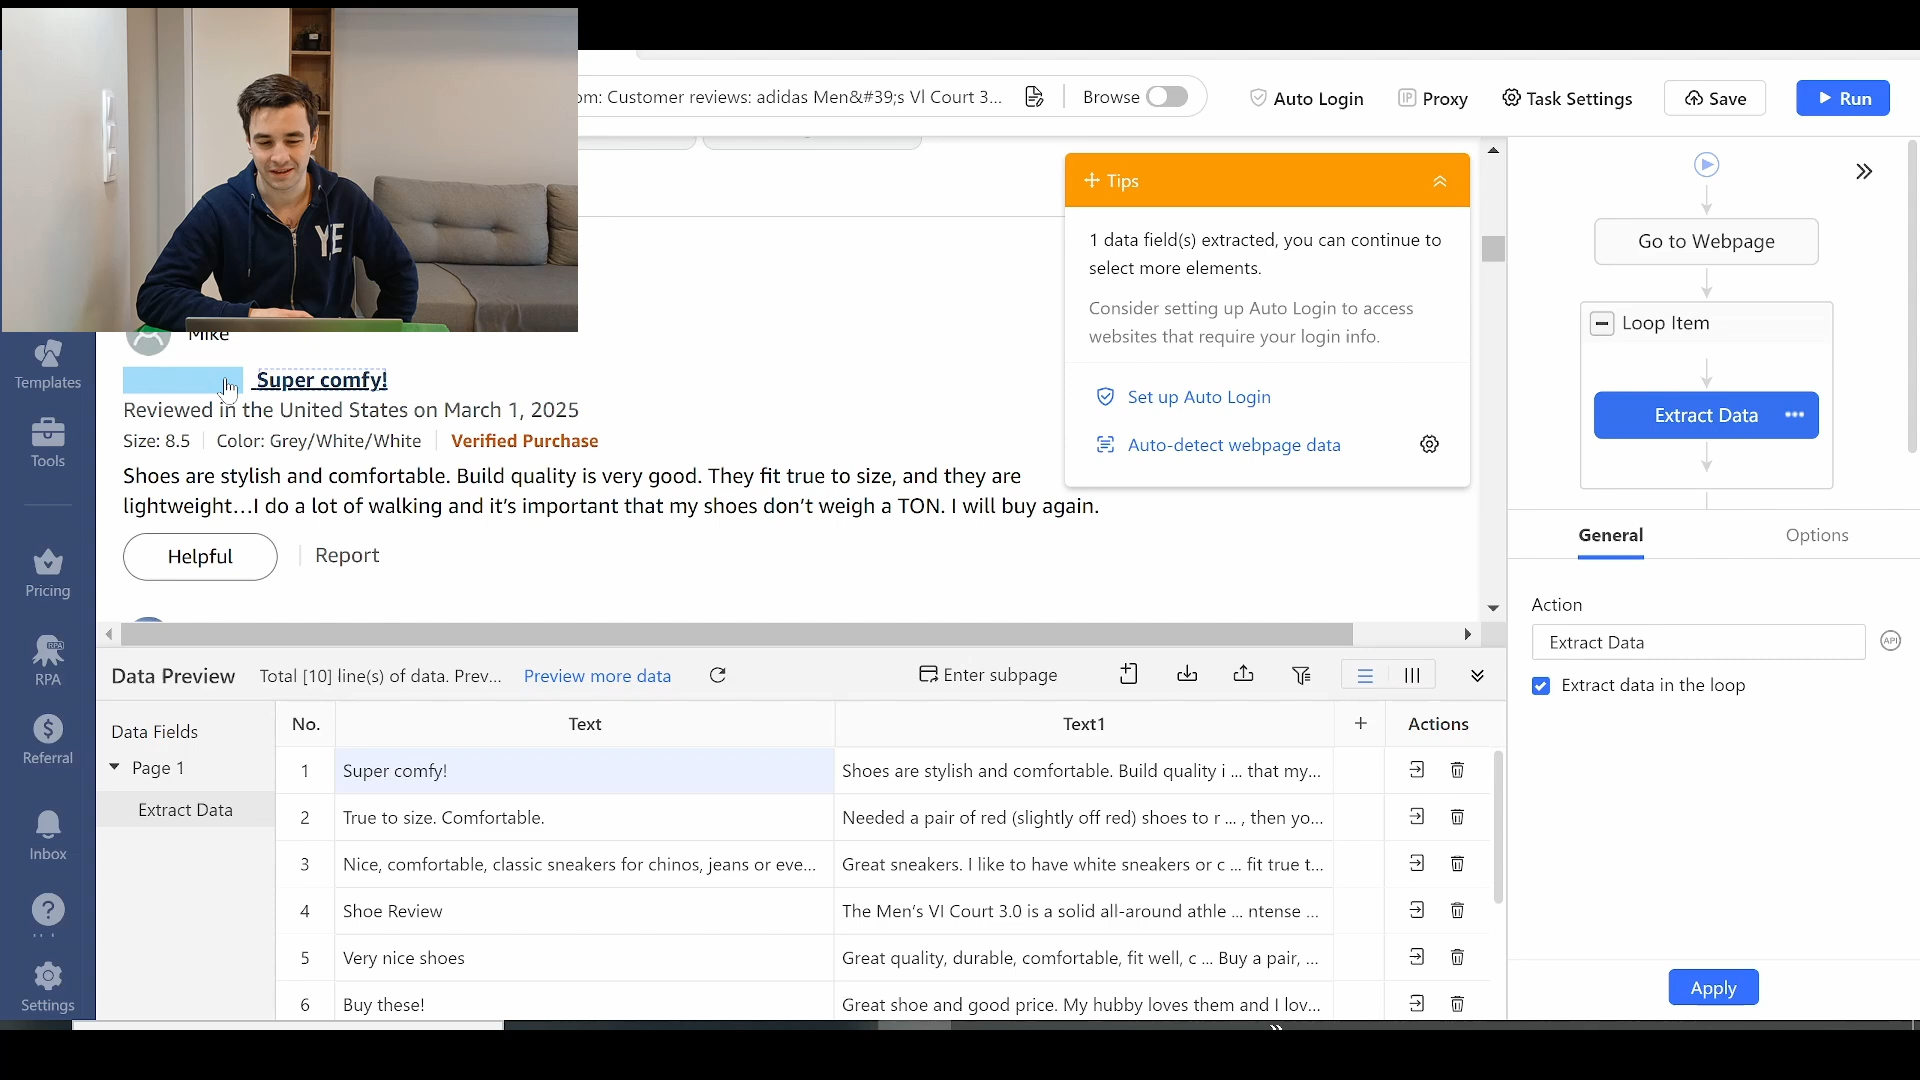 YE
om: Customer reviews: adidas Men&#39;s Vl Court 3...
Browse
Auto Login
Proxy
Task Settings
Save
Run
Tips
1 data field(s) extracted, you can continue to
select more elements.
Consider setting up Auto Login to access
websites that require your login info.
Set up Auto Login
Auto-detect webpage data
Go to Webpage
Loop Item
Extract Data
Templates
Tools
Pricing
RPA
RPA
Referral
Inbox
Settings
Mike
Super comfy!
Reviewed in the United States on March 1, 2025
Size: 8.5
Color: Grey/White/White
Verified Purchase
Shoes are stylish and comfortable. Build quality is very good. They fit true to size, and they are
lightweight...I do a lot of walking and it's important that my shoes don't weigh a TON. I will buy again.
Helpful
Report
General
Options
Action
Extract Data
API
Extract data in the loop
Apply
Data Preview
Total [10] line(s) of data. Prev...
Preview more data
Enter subpage
Data Fields
Page 1
Extract Data
No.
Text
Text1
Actions
1
Super comfy!
Shoes are stylish and comfortable. Build quality i ... that my...
2
True to size. Comfortable.
Needed a pair of red (slightly off red) shoes to r ... , then yo...
3
Nice, comfortable, classic sneakers for chinos, jeans or eve...
Great sneakers. I like to have white sneakers or c ... fit true t...
4
Shoe Review
The Men's VI Court 3.0 is a solid all-around athle ... ntense ...
5
Very nice shoes
Great quality, durable, comfortable, fit well, c ... Buy a pair, ...
6
Buy these!
Great shoe and good price. My hubby loves them and I lov...